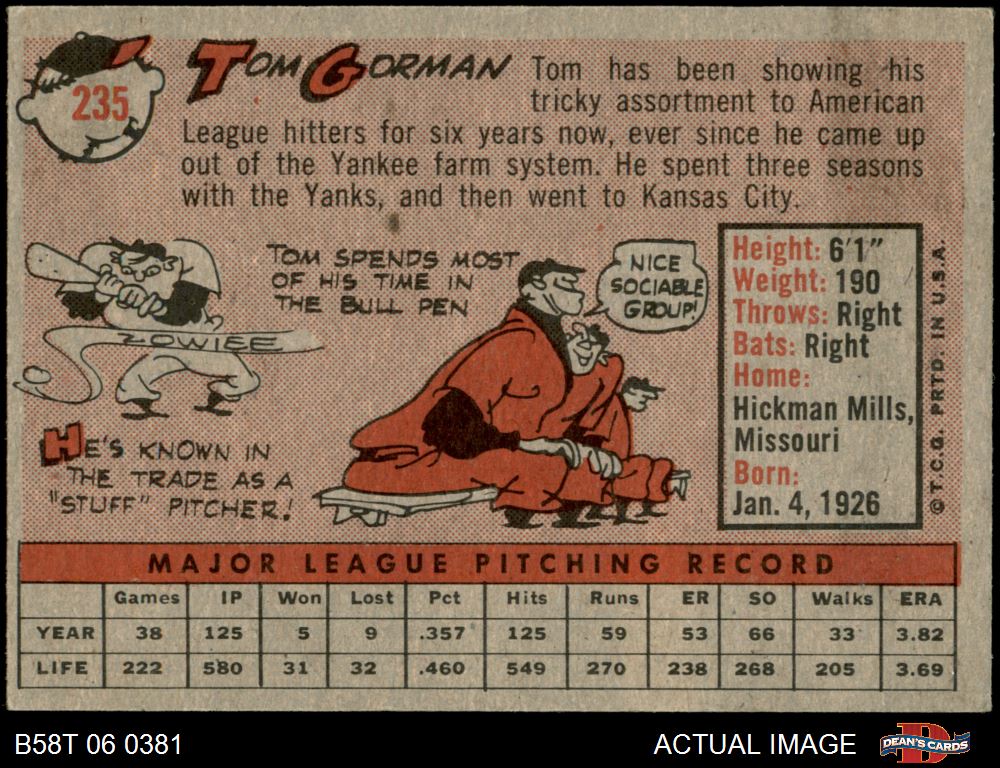 235
TOM GORMAN
Tom has been showing his
tricky assortment to American
League hitters for six years now, ever since he came up
out of the Yankee farm system. He spent three seasons
with the Yanks, and then went to Kansas City.
TOM SPENDS MOST
OF HIS TIME IN
THE BULL PEN
NICE
SOCIABLE
GROUP!
ZOWIEE
HE'S KNOWN IN
THE TRADE AS A
"STUFF" PITCHER!
Height: 6'1"
Weight: 190
Throws: Right
Bats: Right
Home:
Hickman Mills,
Missouri
Born:
Jan. 4, 1926
© T.C.G. PRTD. IN U.S.A.
MAJOR LEAGUE PITCHING RECORD
Games IP Won Lost Pct Hits Runs ER SO Walks ERA
YEAR 38 125 5 9 .357 125 59 53 66 33 3.82
LIFE 222 580 31 32 .460 549 270 238 268 205 3.69
B58T 06 0381
ACTUAL IMAGE
DEAN'S CARDS